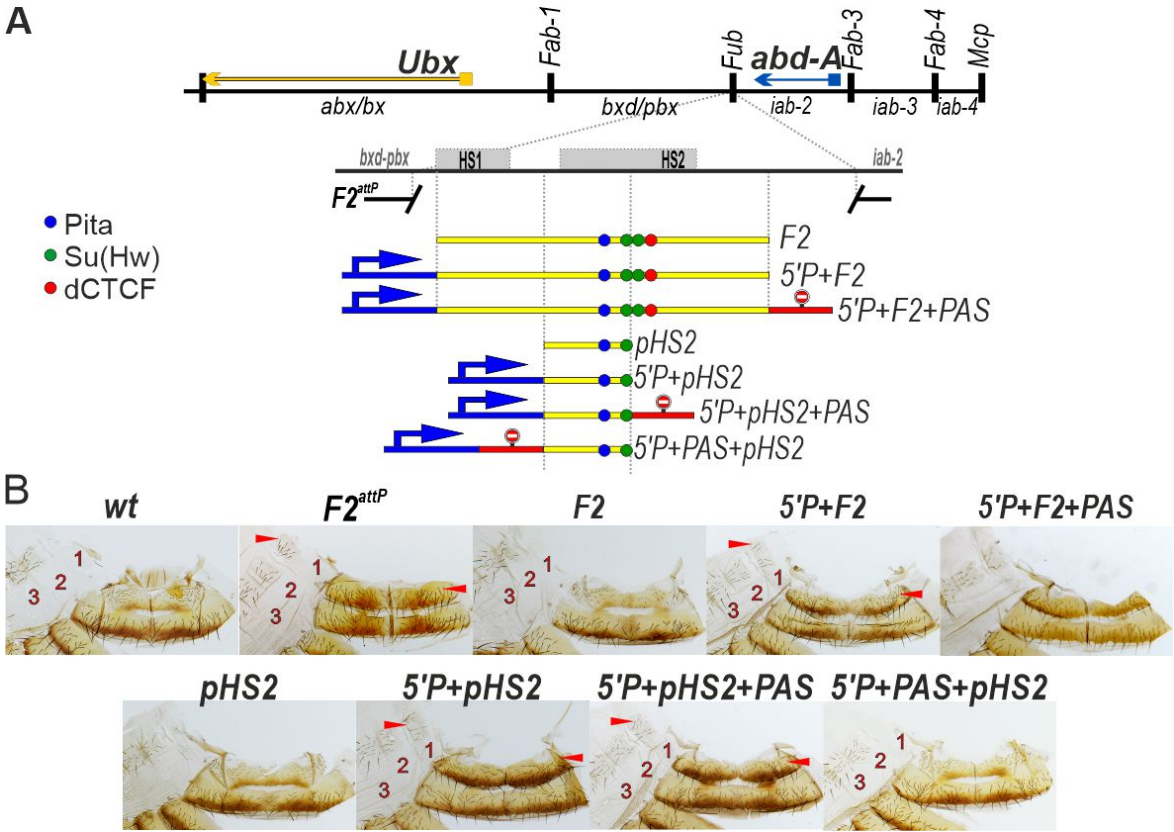 A
Ubx
Fab-1
Fub
abd-A
Fab-3
Fab-4
Mcp
abx/bx
bxd/pbx
iab-2
iab-3
iab-4
bxd-pbx
HS1
HS2
iab-2
F2attP
Pita
Su(Hw)
dCTCF
F2
5'P+F2
5'P+F2+PAS
pHS2
5'P+pHS2
5'P+pHS2+PAS
5'P+PAS+pHS2
B
wt
F2attP
F2
5'P+F2
5'P+F2+PAS
1
2
3
1
2
3
1
2
3
1
2
3
pHS2
5'P+pHS2
5'P+pHS2+PAS
5'P+PAS+pHS2
1
2
3
1
2
3
1
2
3